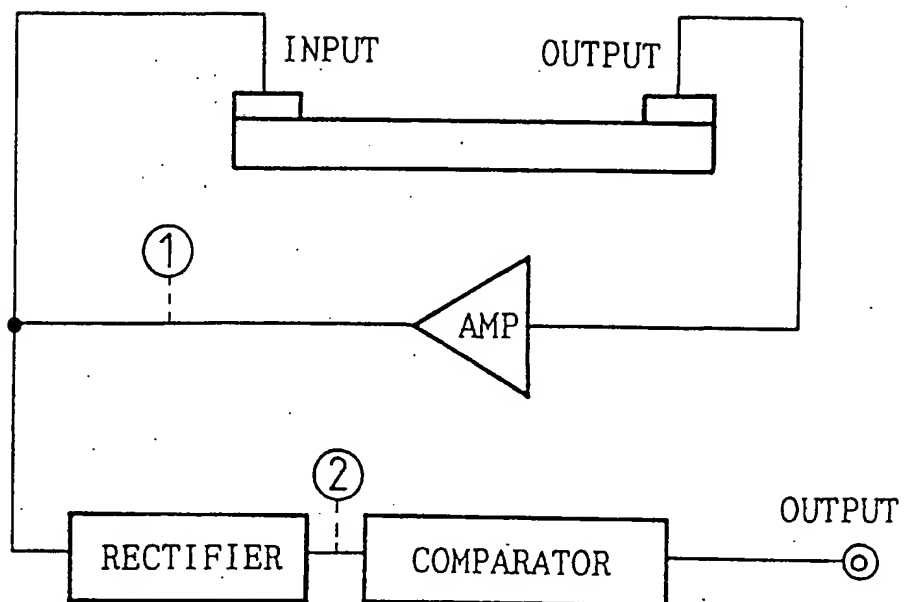 INPUT
OUTPUT
1
AMP
2
OUTPUT
RECTIFIER
COMPARATOR